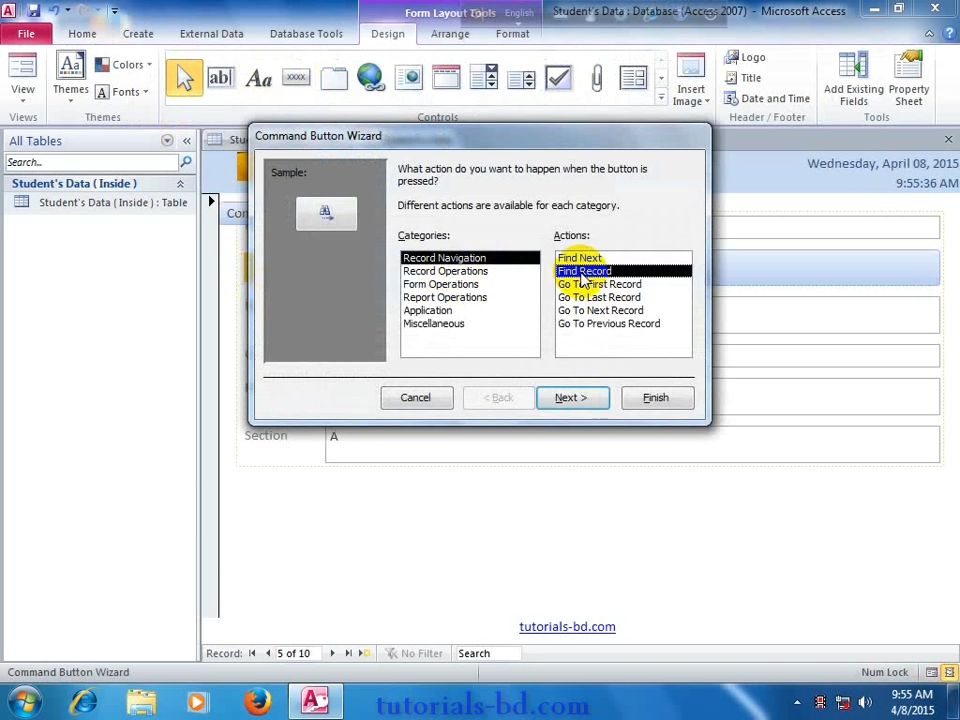 Form Layout Tools
English
Student's Data : Database (Access 2007) - Microsoft Access
File
Home
Create
External Data
Database Tools
Design
Arrange
Format
View
Themes
Colors
Fonts
ab|
Aa
xxxx
Insert
Image
Logo
Title
Date and Time
Add Existing
Fields
Property
Sheet
Views
Themes
Controls
Header / Footer
Tools
All Tables
Search...
Student's Data ( Inside )
Student's Data ( Inside ) : Table
Stu
Wednesday, April 08, 2015
9:55:36 AM
Command Button Wizard
Sample:
What action do you want to happen when the button is
pressed?
Different actions are available for each category.
Categories:
Actions:
Record Navigation
Record Operations
Form Operations
Report Operations
Application
Miscellaneous
Find Next
Find Record
Go To First Record
Go To Last Record
Go To Next Record
Go To Previous Record
Cancel
< Back
Next >
Finish
Section
A
tutorials-bd.com
Record:
5 of 10
No Filter
Search
Command Button Wizard
Num Lock
tutorials-bd.com
9:55 AM
4/8/2015